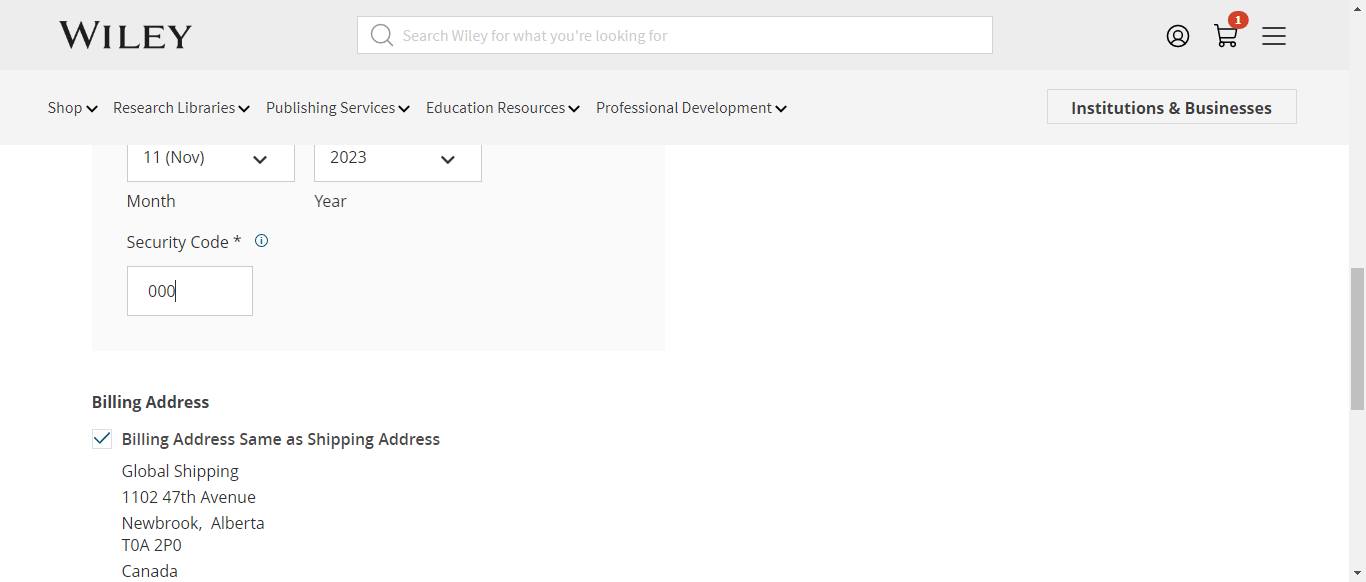 WILEY
Search Wiley for what you're looking for
1
Shop Research Libraries Publishing Services Education Resources Professional Development
Institutions & Businesses
11 (Nov) 2023
Month Year
Security Code *
000
Billing Address
Billing Address Same as Shipping Address
Global Shipping
1102 47th Avenue
Newbrook, Alberta
T0A 2P0
Canada